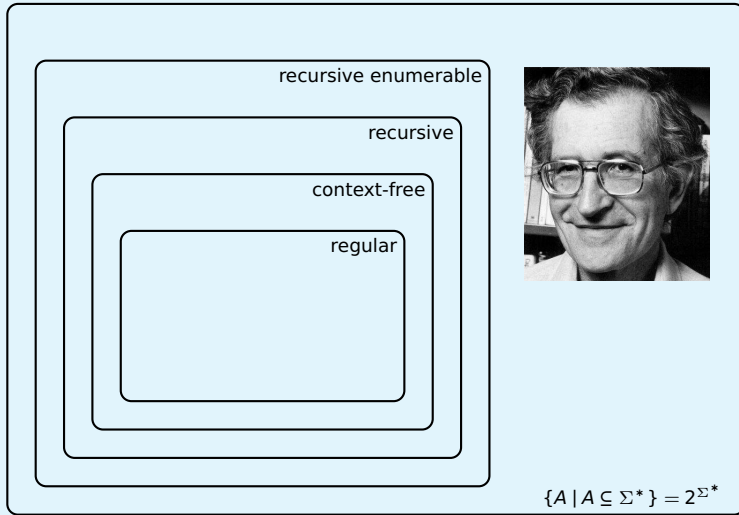 recursive enumerable
recursive
context-free
regular
{A | A ⊆ Σ*} = 2^Σ*